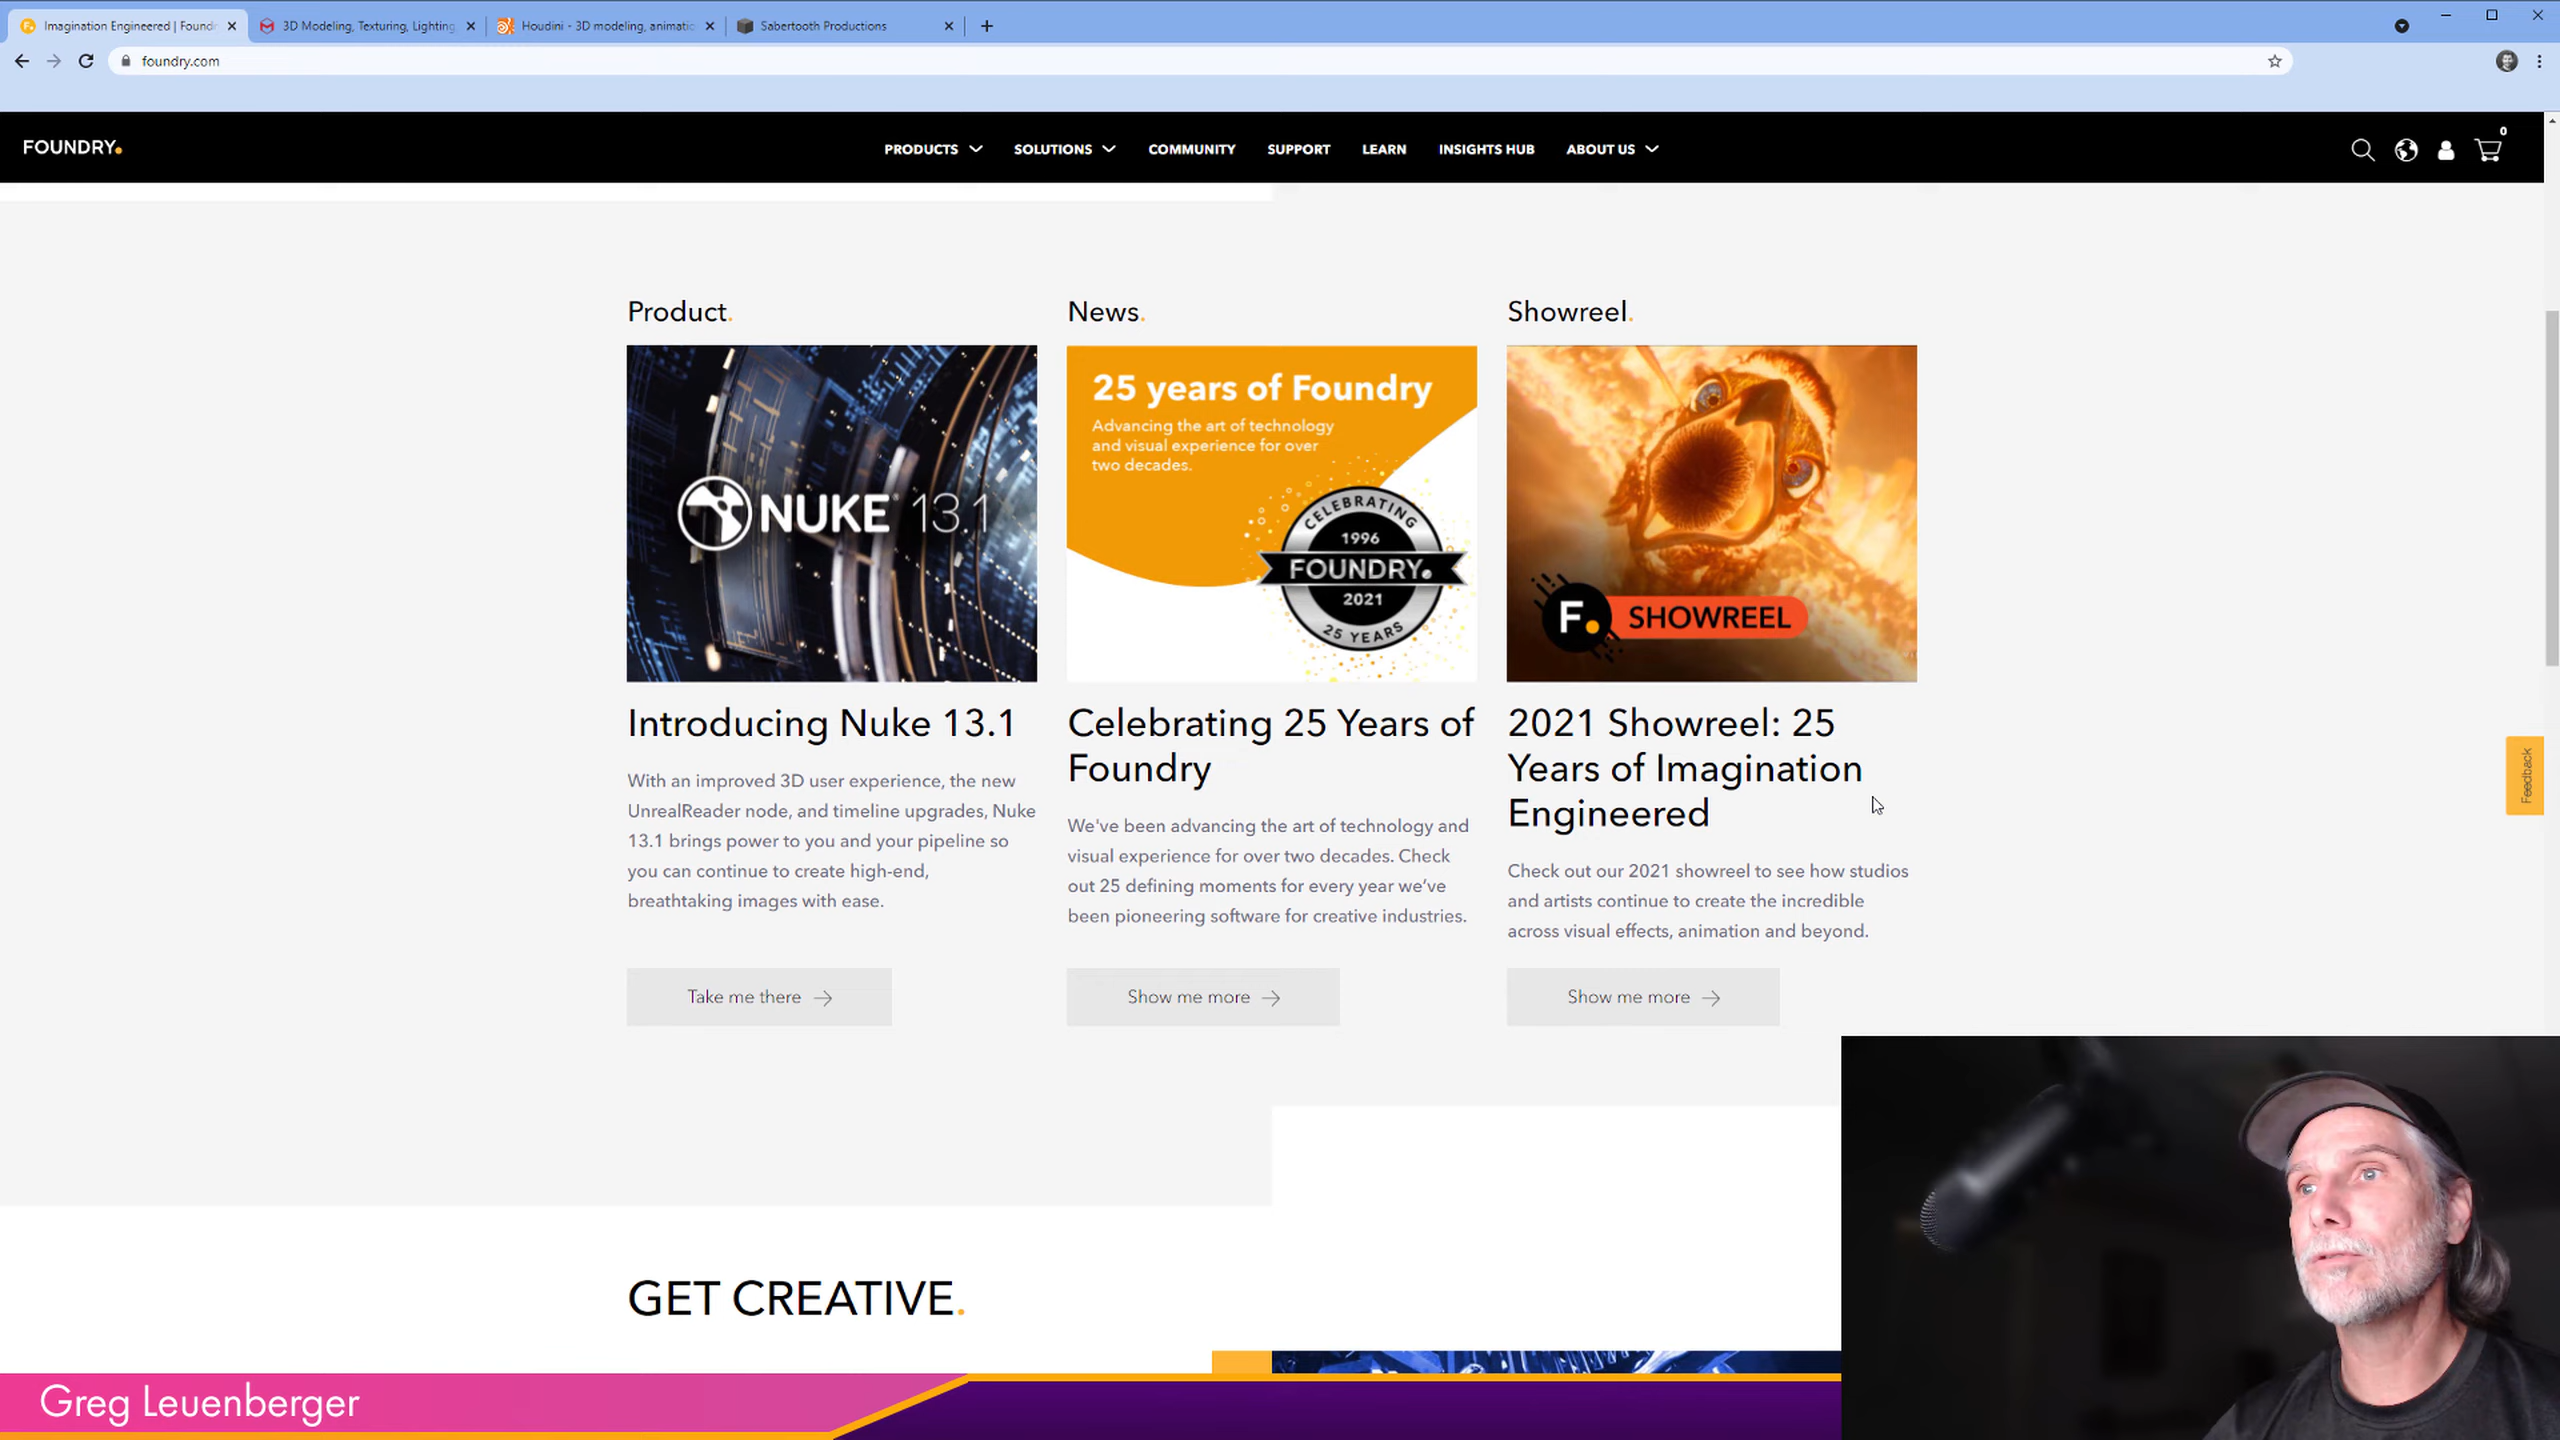 Imagination Engineered | Found
3D Modeling, Texturing, Lighting,
Houdini - 3D modeling, animatic
Sabertooth Productions
foundry.com
FOUNDRY.
PRODUCTS
SOLUTIONS
COMMUNITY
SUPPORT
LEARN
INSIGHTS HUB
ABOUT US
0
Product.
NUKE® 13.1
Introducing Nuke 13.1
With an improved 3D user experience, the new
UnrealReader node, and timeline upgrades, Nuke
13.1 brings power to you and your pipeline so
you can continue to create high-end,
breathtaking images with ease.
Take me there
News.
25 years of Foundry
Advancing the art of technology
and visual experience for over
two decades.
CELEBRATING
1996
FOUNDRY.
2021
25 YEARS
Celebrating 25 Years of
Foundry
We've been advancing the art of technology and
visual experience for over two decades. Check
out 25 defining moments for every year we've
been pioneering software for creative industries.
Show me more
Showreel.
F. SHOWREEL
2021 Showreel: 25
Years of Imagination
Engineered
Check out our 2021 showreel to see how studios
and artists continue to create the incredible
across visual effects, animation and beyond.
Show me more
Feedback
GET CREATIVE.
Greg Leuenberger